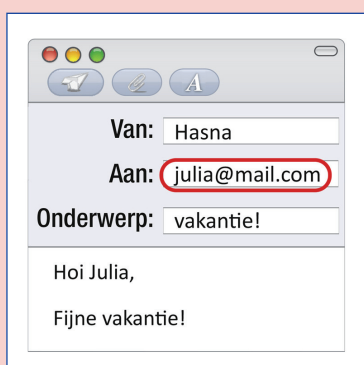 A
Van: Hasna
Aan: julia@mail.com
Onderwerp: vakantie!
Hoi Julia,
Fijne vakantie!